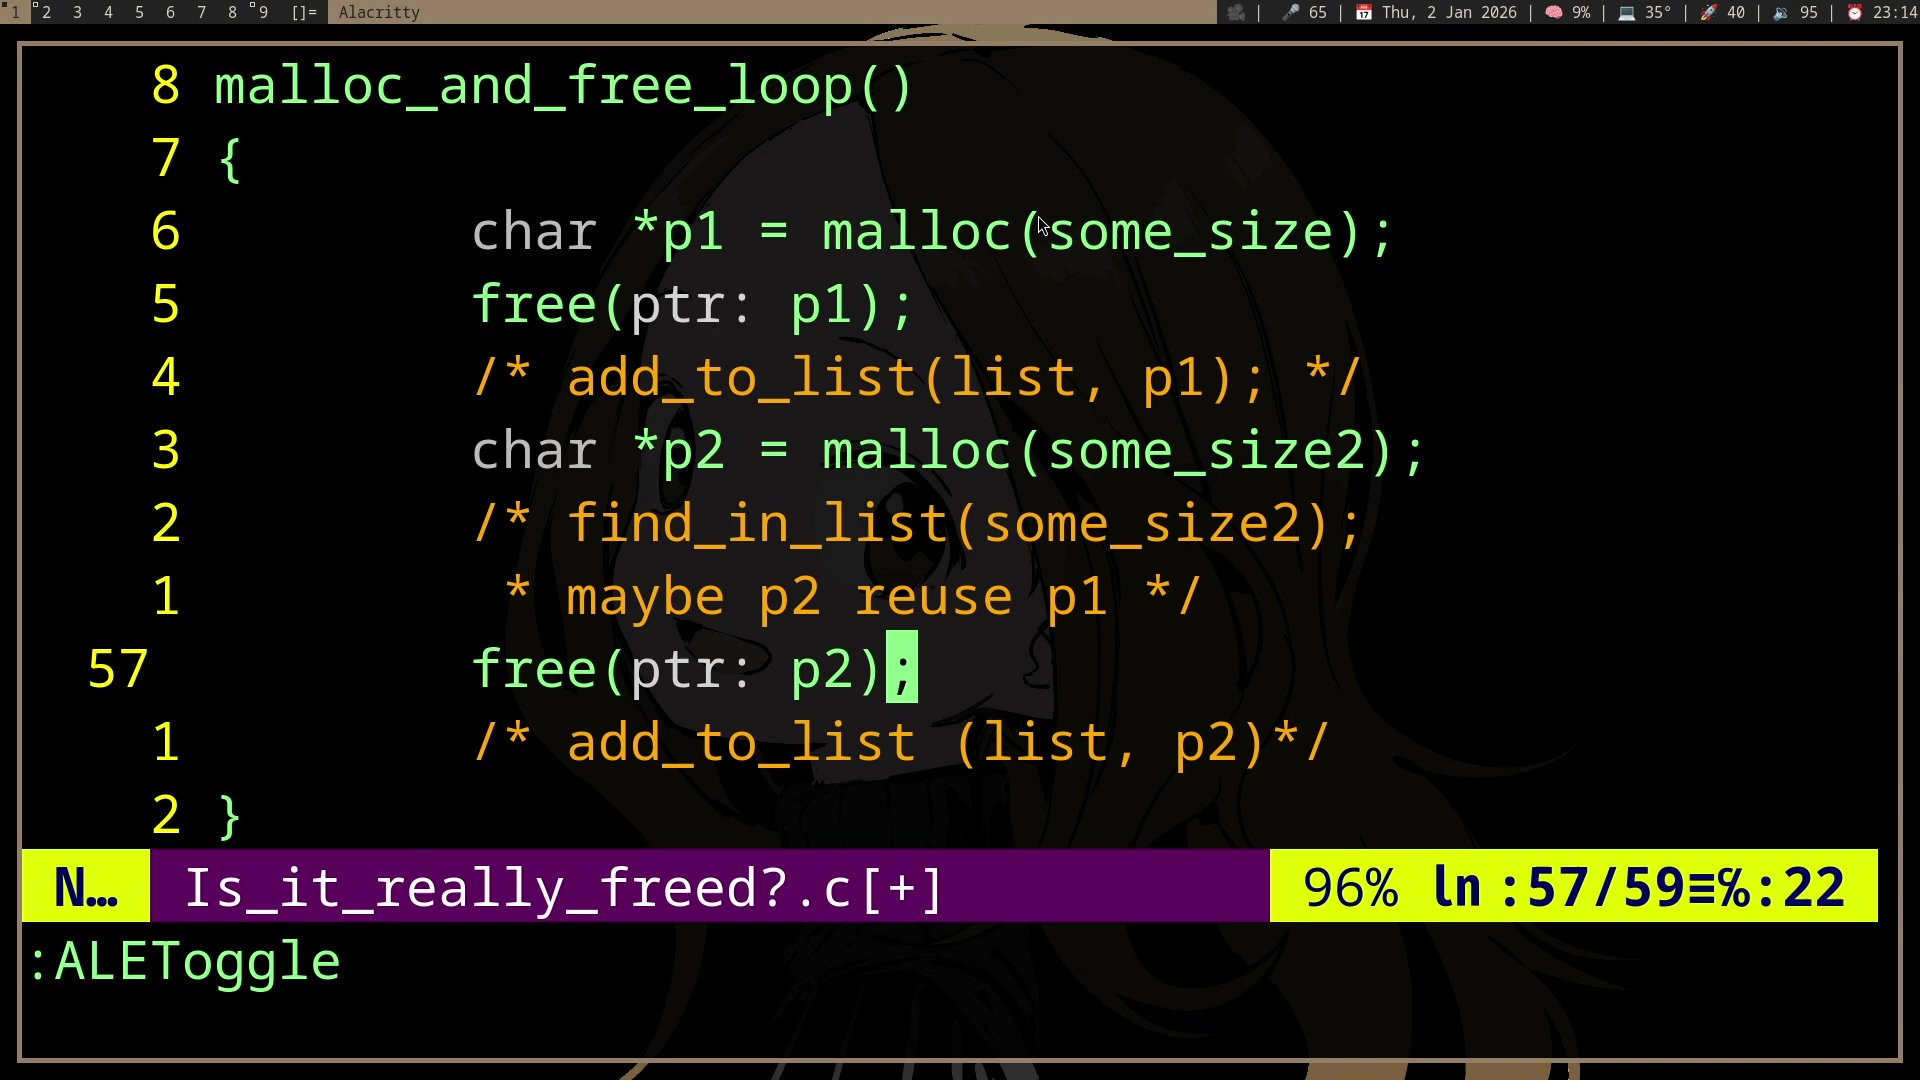 1 2 3 4 5 6 7 8 9 []= Alacritty | 65 | Thu, 2 Jan 2026 | 9% | 35° | 40 | 95 | 23:14
8 malloc_and_free_loop()
7 {
6 char *p1 = malloc(some_size);
5 free(ptr: p1);
4 /* add_to_list(list, p1); */
3 char *p2 = malloc(some_size2);
2 /* find_in_list(some_size2);
1 * maybe p2 reuse p1 */
57 free(ptr: p2);
1 /* add_to_list (list, p2)*/
2 }
N… Is_it_really_freed?.c[+] 96% ln :57/59≡℅:22
:ALEToggle